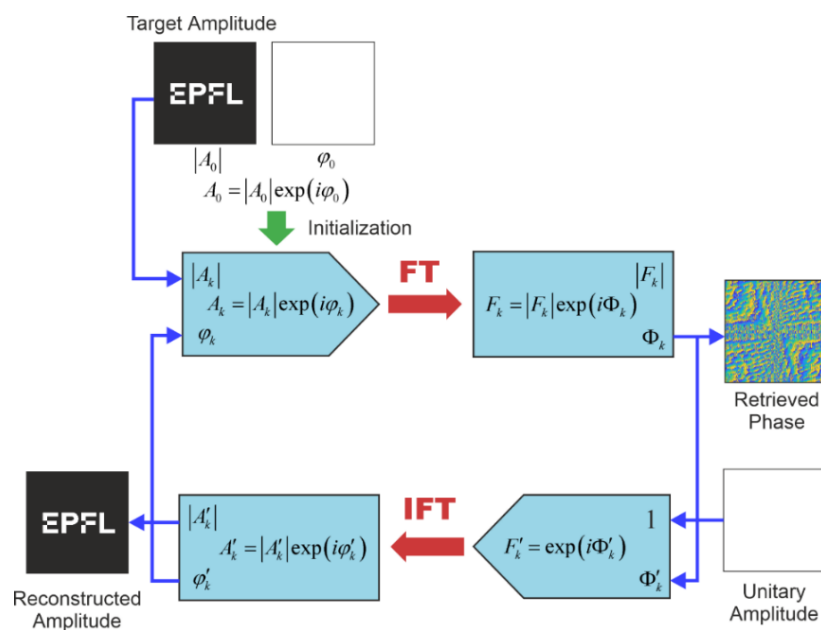 Target Amplitude
EPFL
|A₀|
φ₀
A₀ = |A₀| exp(iφ₀)
Initialization
|Aₖ|
Aₖ = |Aₖ| exp(iφₖ)
φₖ
FT
|Fₖ|
Fₖ = |Fₖ| exp(iΦₖ)
Φₖ
Retrieved
Phase
EPFL
Reconstructed
Amplitude
|A′ₖ|
A′ₖ = |A′ₖ| exp(iφ′ₖ)
φ′ₖ
IFT
1
F′ₖ = exp(iΦ′ₖ)
Φ′ₖ
Unitary
Amplitude